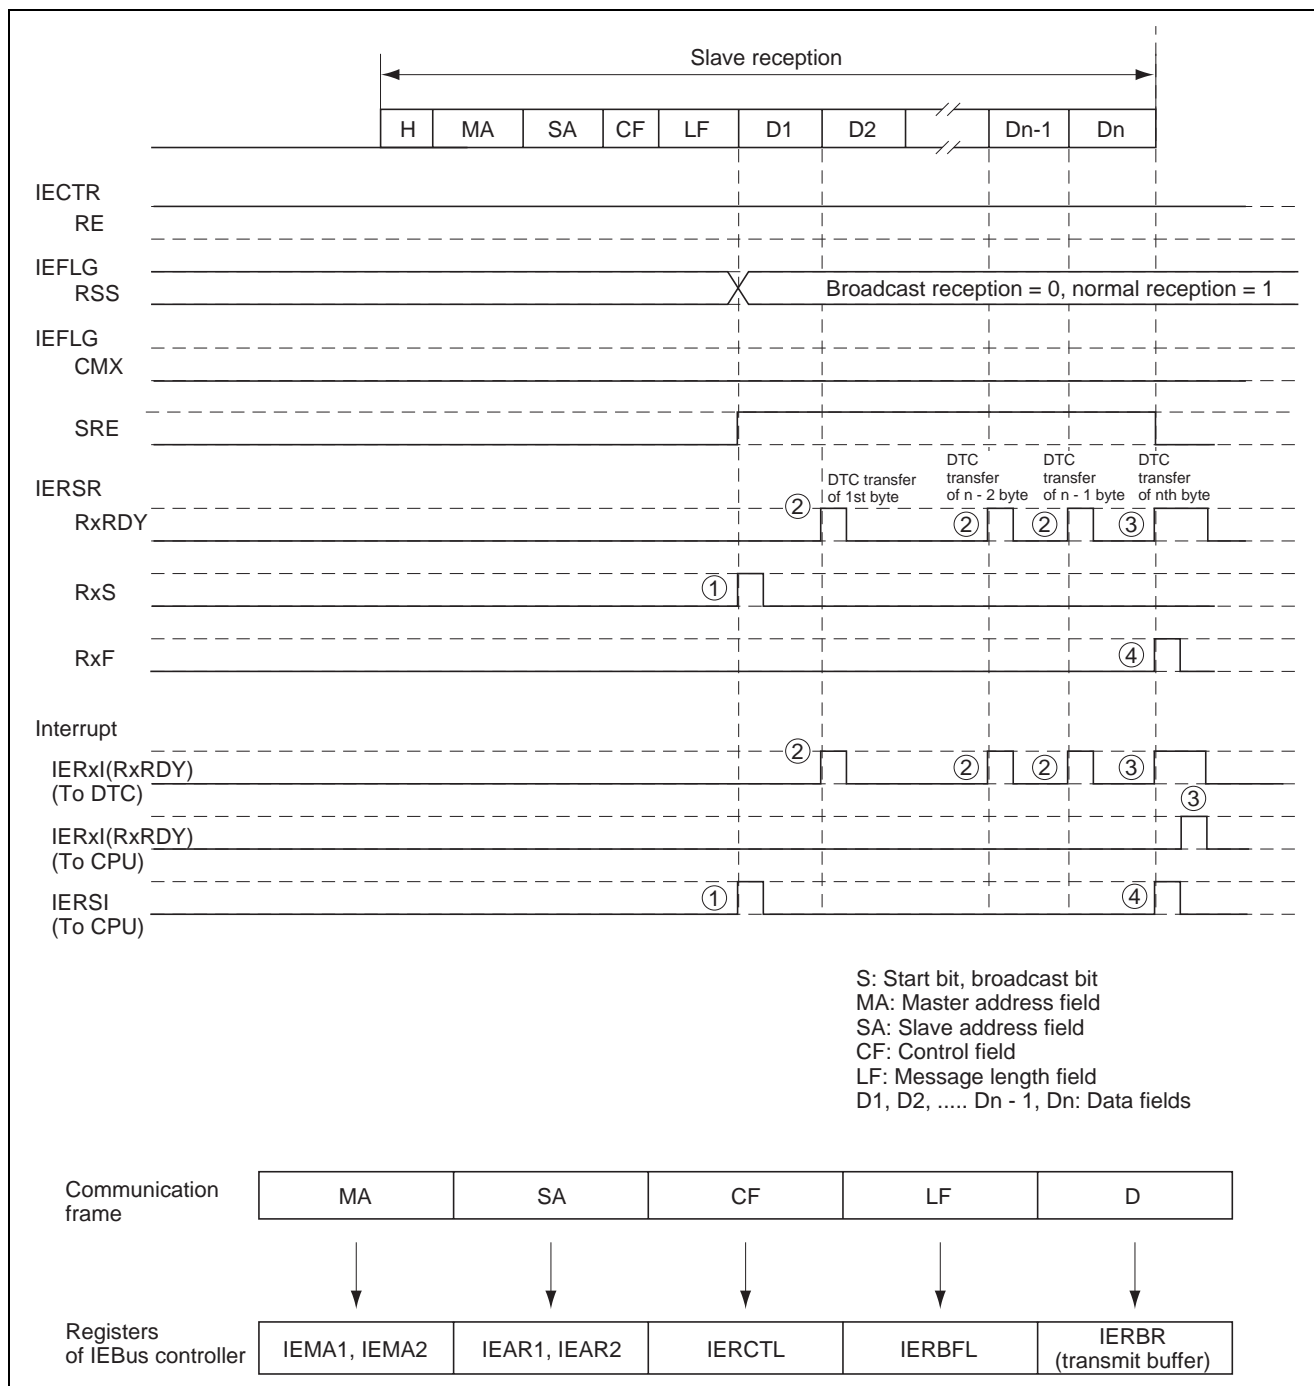 Slave reception
H MA SA CF LF D1 D2 Dn-1 Dn
IECTR
RE
IEFLG
RSS
Broadcast reception = 0, normal reception = 1
IEFLG
CMX
SRE
IERSR
DTC transfer
of 1st byte
DTC
transfer
of n - 2 byte
DTC
transfer
of n - 1 byte
DTC
transfer
of nth byte
RxRDY
② ② ② ③
RxS
①
RxF
④
Interrupt
IERxI(RxRDY)
(To DTC)
② ② ② ③
③
IERxI(RxRDY)
(To CPU)
IERSI
(To CPU)
① ④
S: Start bit, broadcast bit
MA: Master address field
SA: Slave address field
CF: Control field
LF: Message length field
D1, D2, ..... Dn - 1, Dn: Data fields
Communication
frame
MA SA CF LF D
Registers
of IEBus controller
IEMA1, IEMA2 IEAR1, IEAR2 IERCTL IERBFL
IERBR
(transmit buffer)